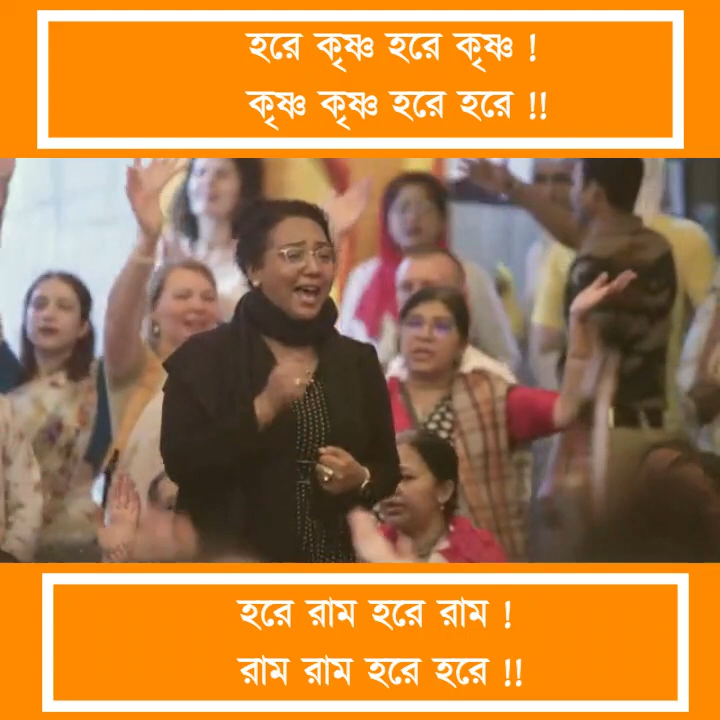 হরে কৃষ্ণ হরে কৃষ্ণ !
কৃষ্ণ কৃষ্ণ হরে হরে !!
হরে রাম হরে রাম !
রাম রাম হরে হরে !!